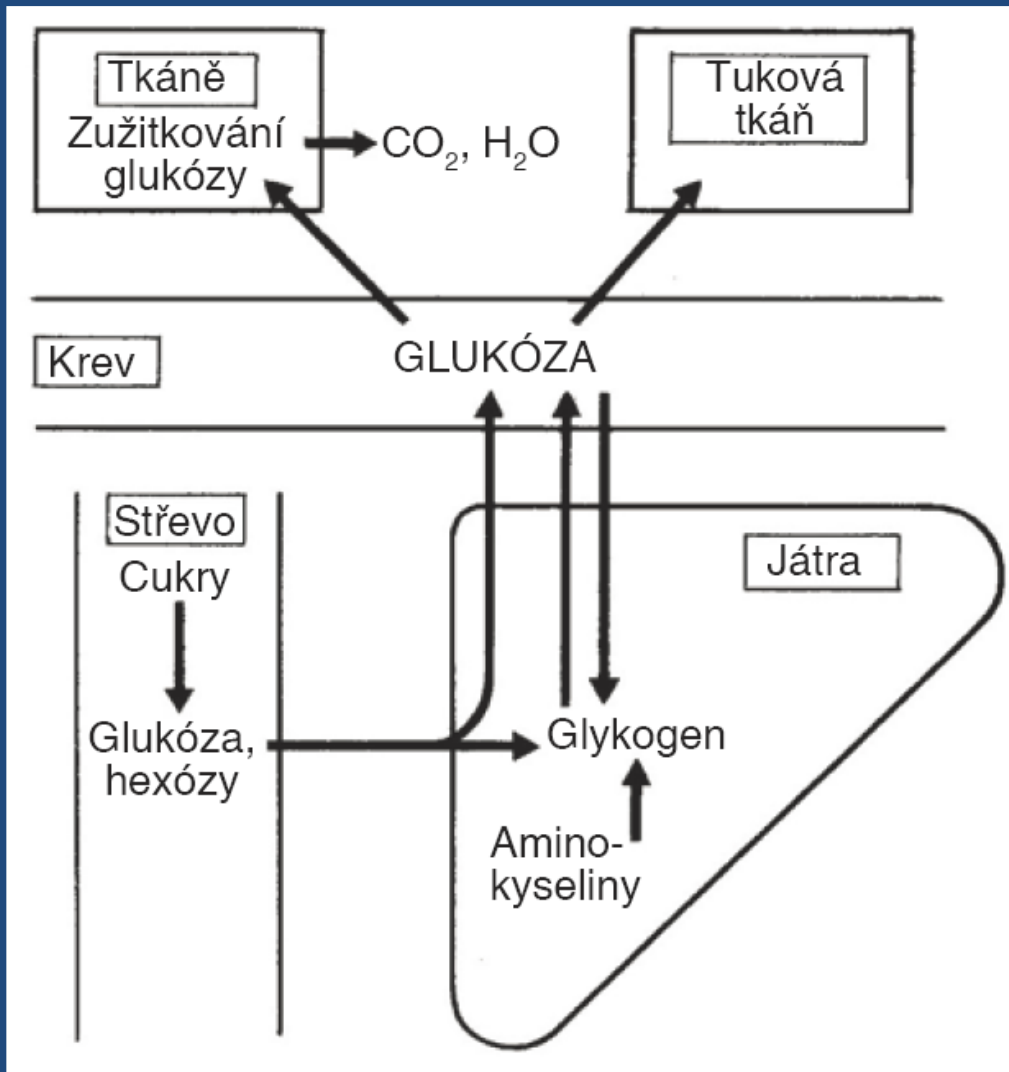 Tkáně
Zužitkování
glukózy
CO₂, H₂O
Tuková
tkáň
Krev
GLUKÓZA
Střevo
Cukry
Glukóza,
hexózy
Játra
Glykogen
Amino-
kyseliny